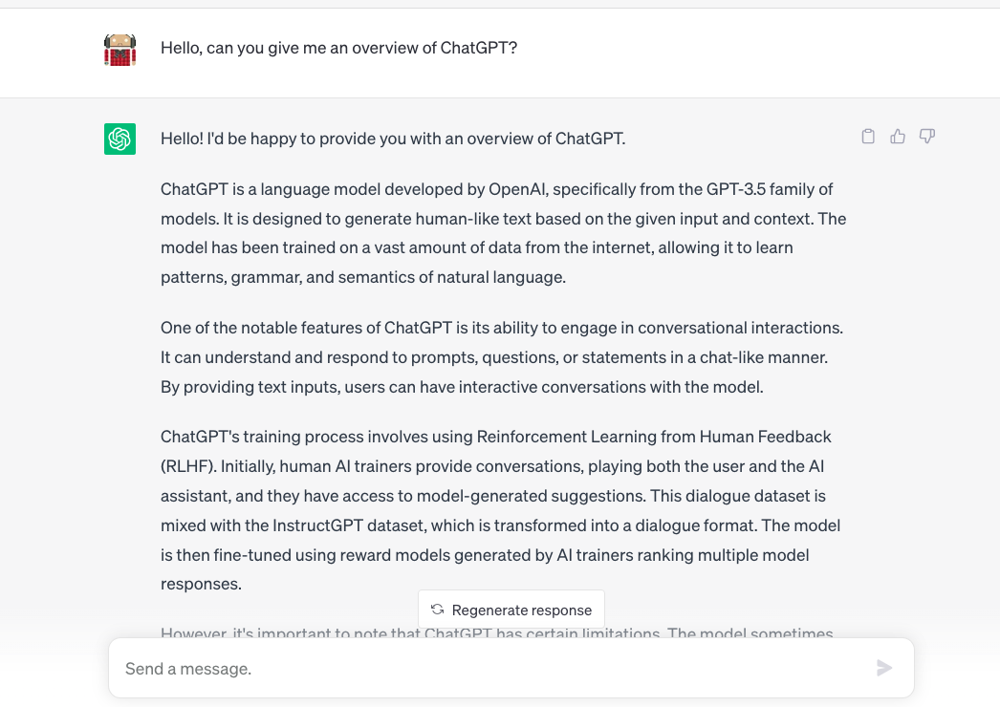 Hello, can you give me an overview of ChatGPT?
Hello! I'd be happy to provide you with an overview of ChatGPT.
ChatGPT is a language model developed by OpenAI, specifically from the GPT-3.5 family of
models. It is designed to generate human-like text based on the given input and context. The
model has been trained on a vast amount of data from the internet, allowing it to learn
patterns, grammar, and semantics of natural language.
One of the notable features of ChatGPT is its ability to engage in conversational interactions.
It can understand and respond to prompts, questions, or statements in a chat-like manner.
By providing text inputs, users can have interactive conversations with the model.
ChatGPT's training process involves using Reinforcement Learning from Human Feedback
(RLHF). Initially, human AI trainers provide conversations, playing both the user and the AI
assistant, and they have access to model-generated suggestions. This dialogue dataset is
mixed with the InstructGPT dataset, which is transformed into a dialogue format. The model
is then fine-tuned using reward models generated by AI trainers ranking multiple model
responses.
Regenerate response
However, it's important to note that ChatGPT has certain limitations. The model sometimes
Send a message.